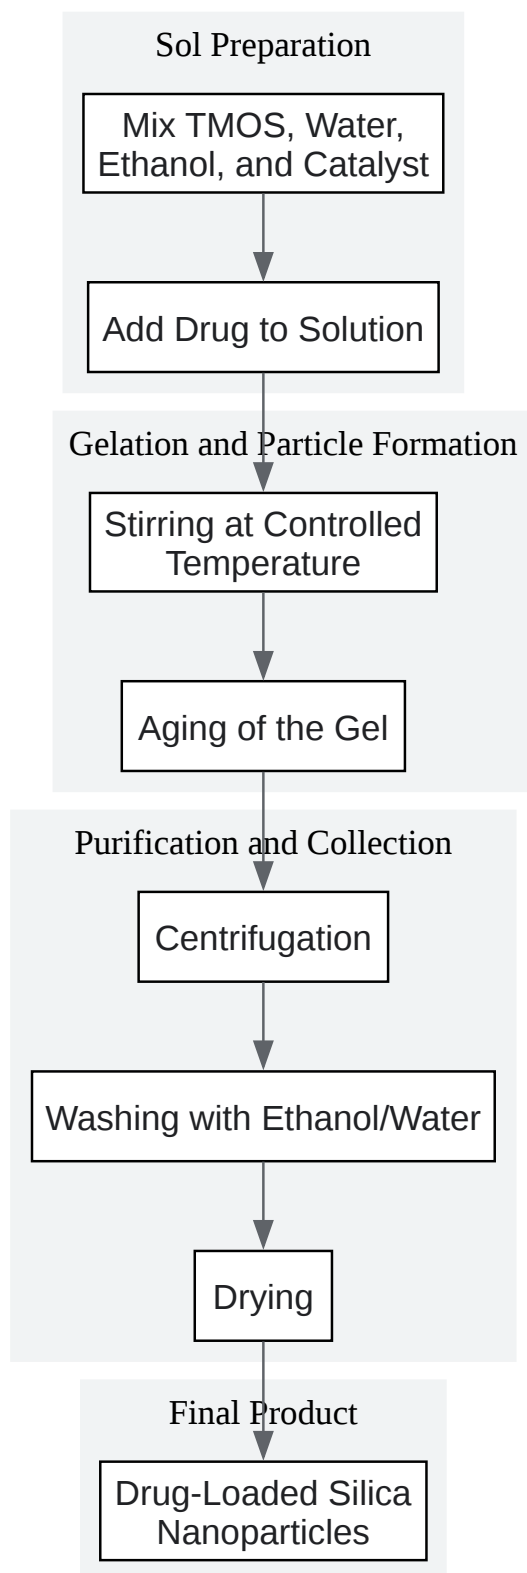 Sol Preparation
Mix TMOS, Water,
Ethanol, and Catalyst
Add Drug to Solution
Gelation and Particle Formation
Stirring at Controlled
Temperature
Aging of the Gel
Purification and Collection
Centrifugation
Washing with Ethanol/Water
Drying
Final Product
Drug-Loaded Silica
Nanoparticles